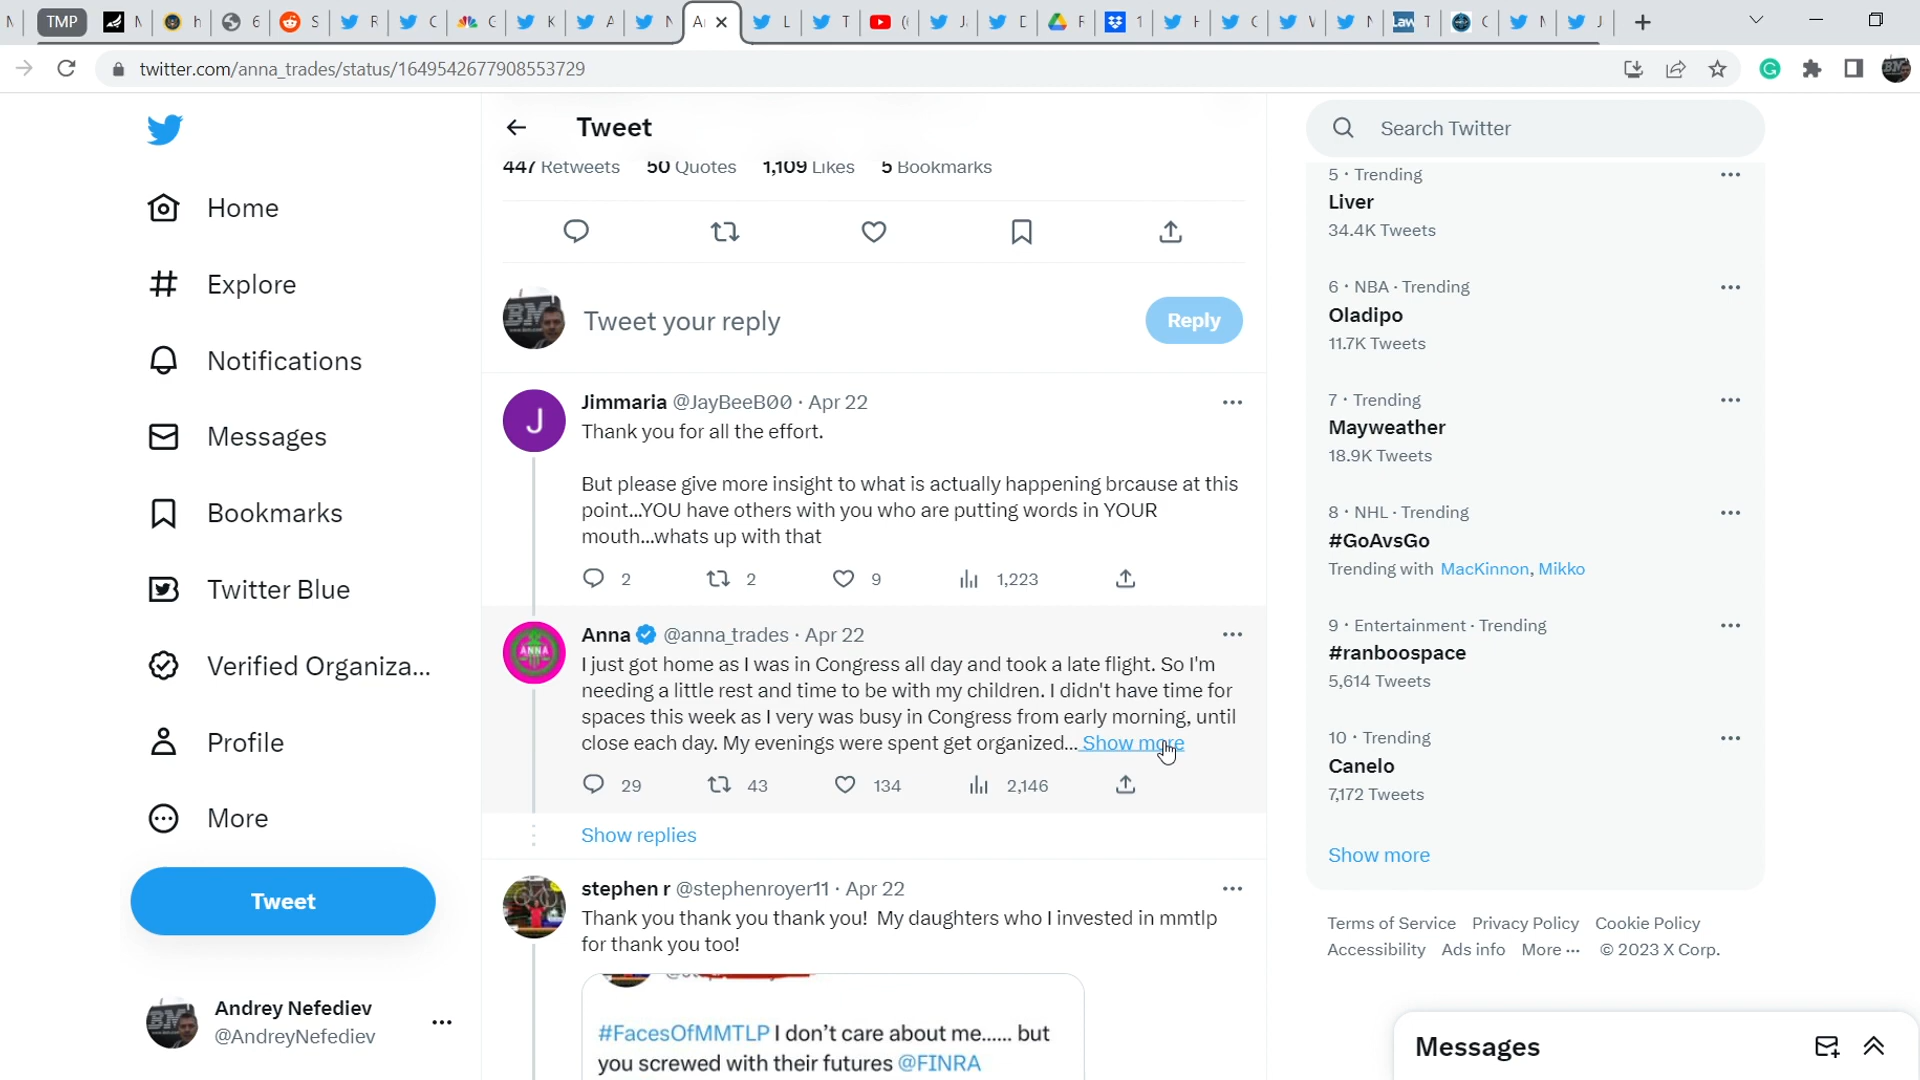 TMP
twitter.com/anna_trades/status/1649542677908553729
Home
Explore
Notifications
Messages
Bookmarks
Twitter Blue
Verified Organiza...
Profile
More
Tweet
Andrey Nefediev
@AndreyNefediev
Tweet
447 Retweets 50 Quotes 1,109 Likes 5 Bookmarks
Tweet your reply
Reply
Jimmaria @JayBeeB00 · Apr 22
Thank you for all the effort.
But please give more insight to what is actually happening brcause at this
point...YOU have others with you who are putting words in YOUR
mouth...whats up with that
2 2 9 1,223
Anna @anna_trades · Apr 22
I just got home as I was in Congress all day and took a late flight. So I'm
needing a little rest and time to be with my children. I didn't have time for
spaces this week as I very was busy in Congress from early morning, until
close each day. My evenings were spent get organized... Show more
29 43 134 2,146
Show replies
stephen r @stephenroyer11 · Apr 22
Thank you thank you thank you! My daughters who I invested in mmtlp
for thank you too!
#FacesOfMMTLP I don't care about me...... but
you screwed with their futures @FINRA
Search Twitter
5 · Trending
Liver
34.4K Tweets
6 · NBA · Trending
Oladipo
11.7K Tweets
7 · Trending
Mayweather
18.9K Tweets
8 · NHL · Trending
#GoAvsGo
Trending with MacKinnon, Mikko
9 · Entertainment · Trending
#ranboospace
5,614 Tweets
10 · Trending
Canelo
7,172 Tweets
Show more
Terms of Service Privacy Policy Cookie Policy
Accessibility Ads info More ··· © 2023 X Corp.
Messages